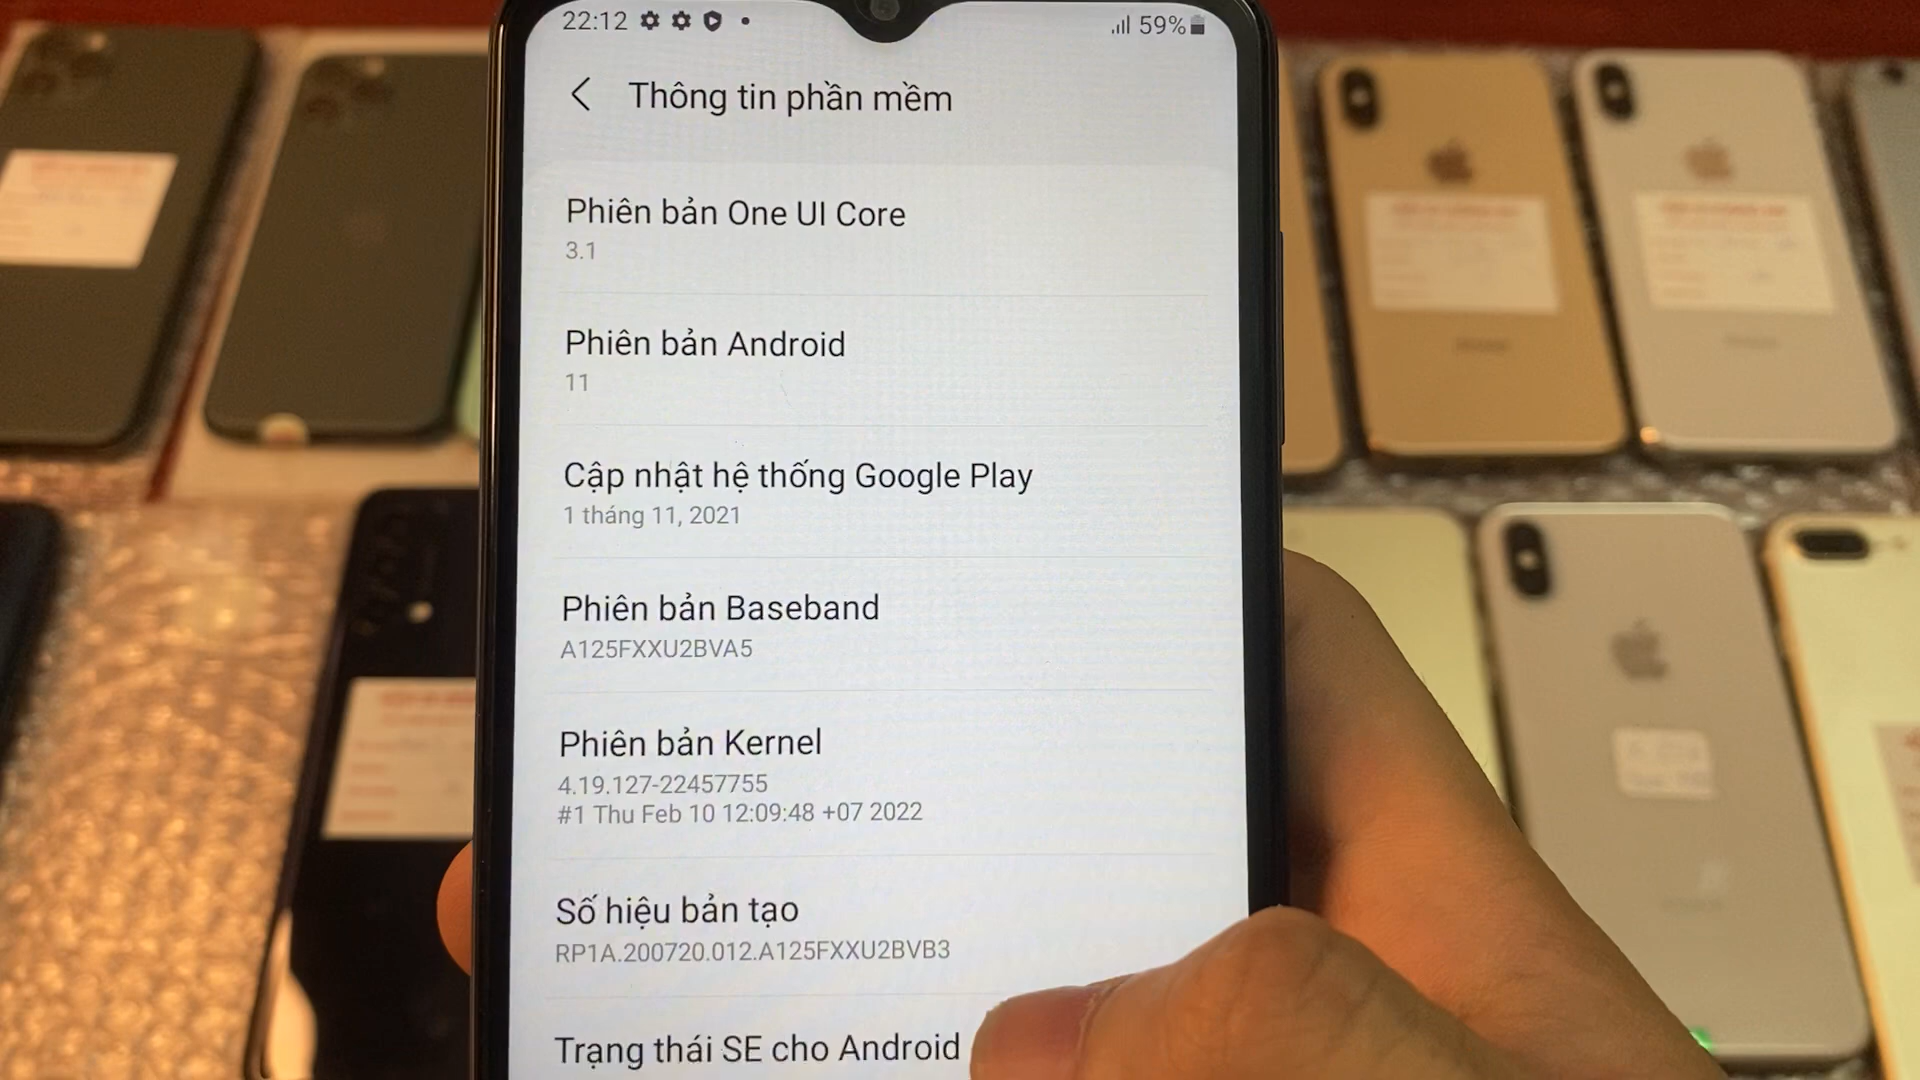 22:12
59%
Thông tin phần mềm
Phiên bản One UI Core
3.1
Phiên bản Android
11
Cập nhật hệ thống Google Play
1 tháng 11, 2021
Phiên bản Baseband
A125FXXU2BVA5
Phiên bản Kernel
4.19.127-22457755
#1 Thu Feb 10 12:09:48 +07 2022
Số hiệu bản tạo
RP1A.200720.012.A125FXXU2BVB3
Trạng thái SE cho Android